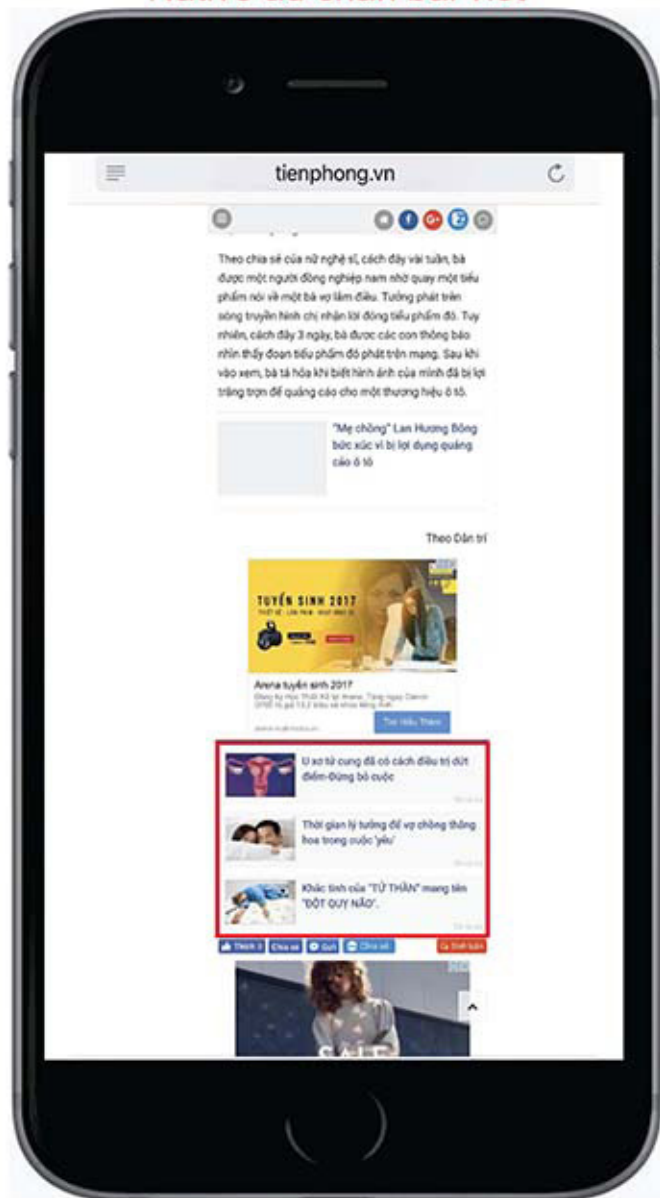 tienphong.vn
Theo chia sẻ của nữ nghệ sĩ, cách đây vài tuần, bà
được một người đồng nghiệp nam nhờ quay một tiểu
phẩm nói về một bà vợ lắm điều. Tưởng phát trên
sóng truyền hình chị nhận lời đóng tiểu phẩm đó. Tuy
nhiên, cách đây 3 ngày, bà được các con thông báo
nhìn thấy đoạn tiểu phẩm đó phát trên mạng. Sau khi
vào xem, bà tá hỏa khi biết hình ảnh của mình đã bị lợi
trắng trợn để quảng cáo cho một thương hiệu ô tô.
"Mẹ chồng" Lan Hương Bông
bức xúc vì bị lợi dụng quảng
cáo ô tô
Theo Dân trí
TUYỂN SINH 2017
Arena tuyển sinh 2017
Tìm Hiểu Thêm
U xơ tử cung đã có cách điều trị dứt
điểm-Đừng bỏ cuộc
Thời gian lý tưởng để vợ chồng thăng
hoa trong cuộc 'yêu'
Khắc tinh của "TỬ THẦN" mang tên
"ĐỘT QUỴ NÃO".
Thích Chia sẻ Gửi Chia sẻ Bình luận
SALE